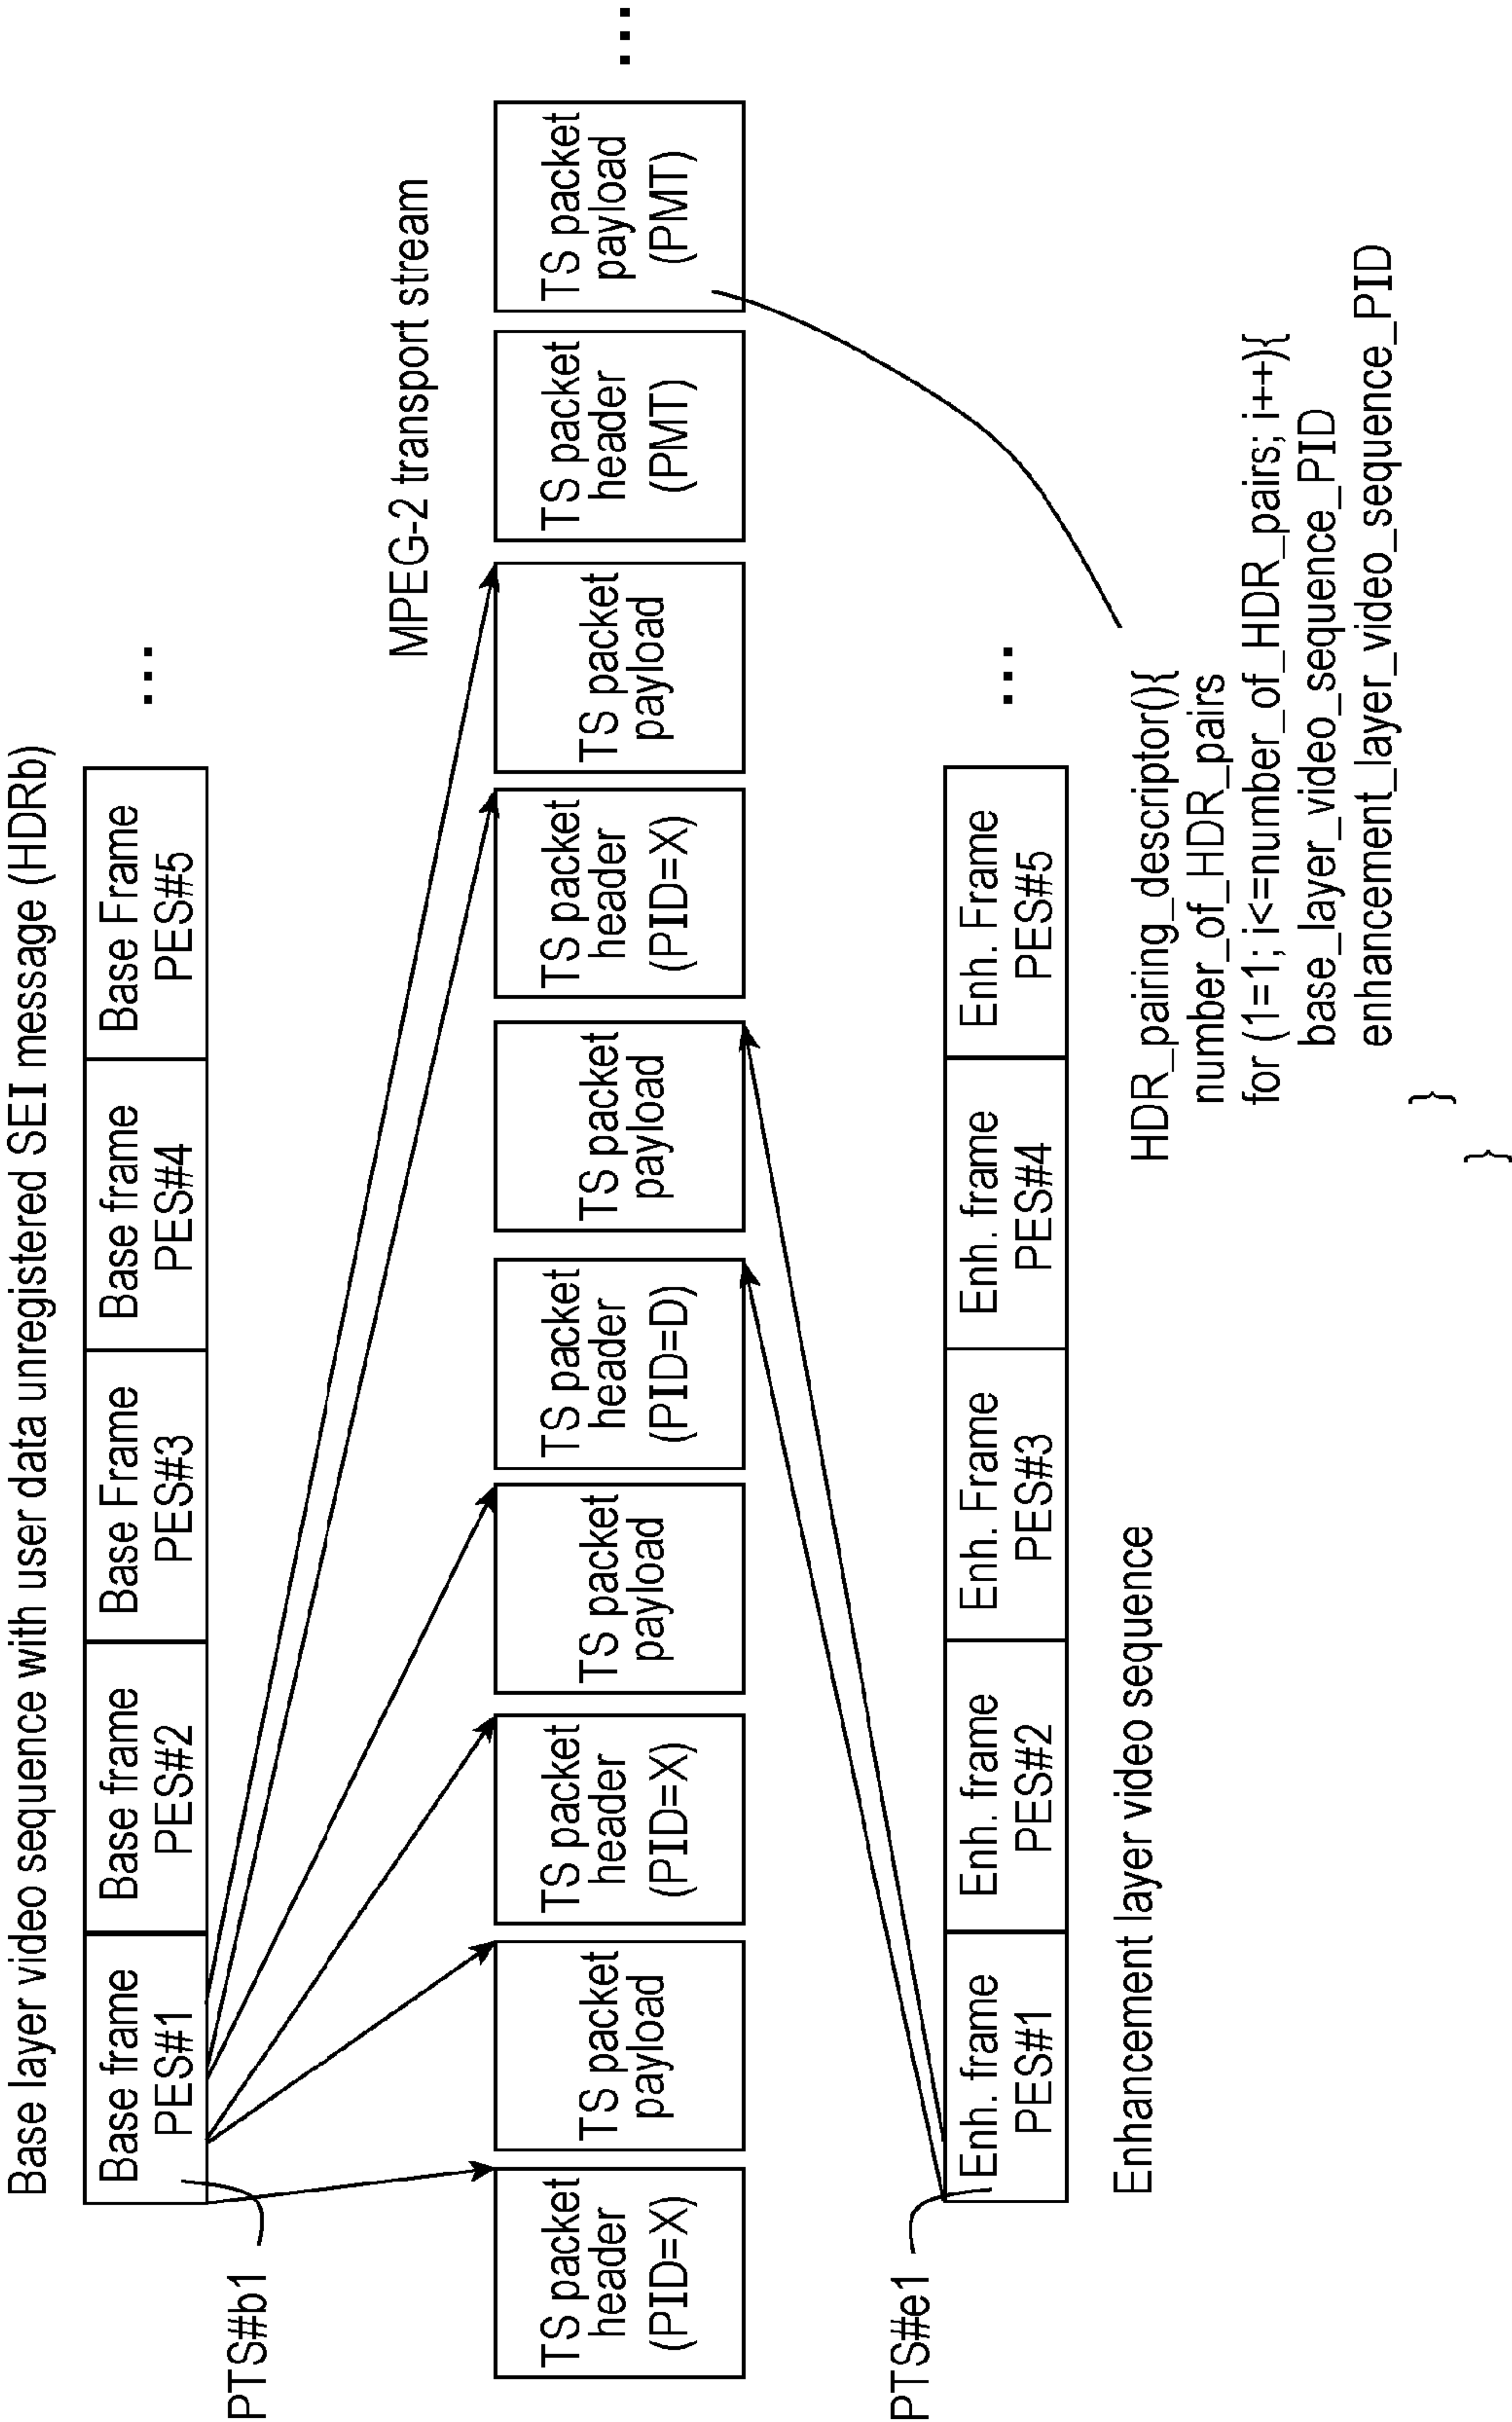 Base layer video sequence with user data unregistered SEI message (HDRb)
Base frame
PES#1
Base frame
PES#2
Base Frame
PES#3
Base frame
PES#4
Base Frame
PES#5
...
PTS#b1
MPEG-2 transport stream
TS packet
header
(PID=X)
TS packet
payload
TS packet
header
(PID=X)
TS packet
payload
TS packet
header
(PID=D)
TS packet
payload
TS packet
header
(PID=X)
TS packet
payload
TS packet
header
(PMT)
TS packet
payload
(PMT)
...
PTS#e1
Enh. frame
PES#1
Enh. frame
PES#2
Enh. Frame
PES#3
Enh. frame
PES#4
Enh. Frame
PES#5
...
Enhancement layer video sequence
HDR_pairing_descriptor(){
number_of_HDR_pairs
for (1=1; i<=number_of_HDR_pairs; i++){
base_layer_video_sequence_PID
enhancement_layer_video_sequence_PID
}
}